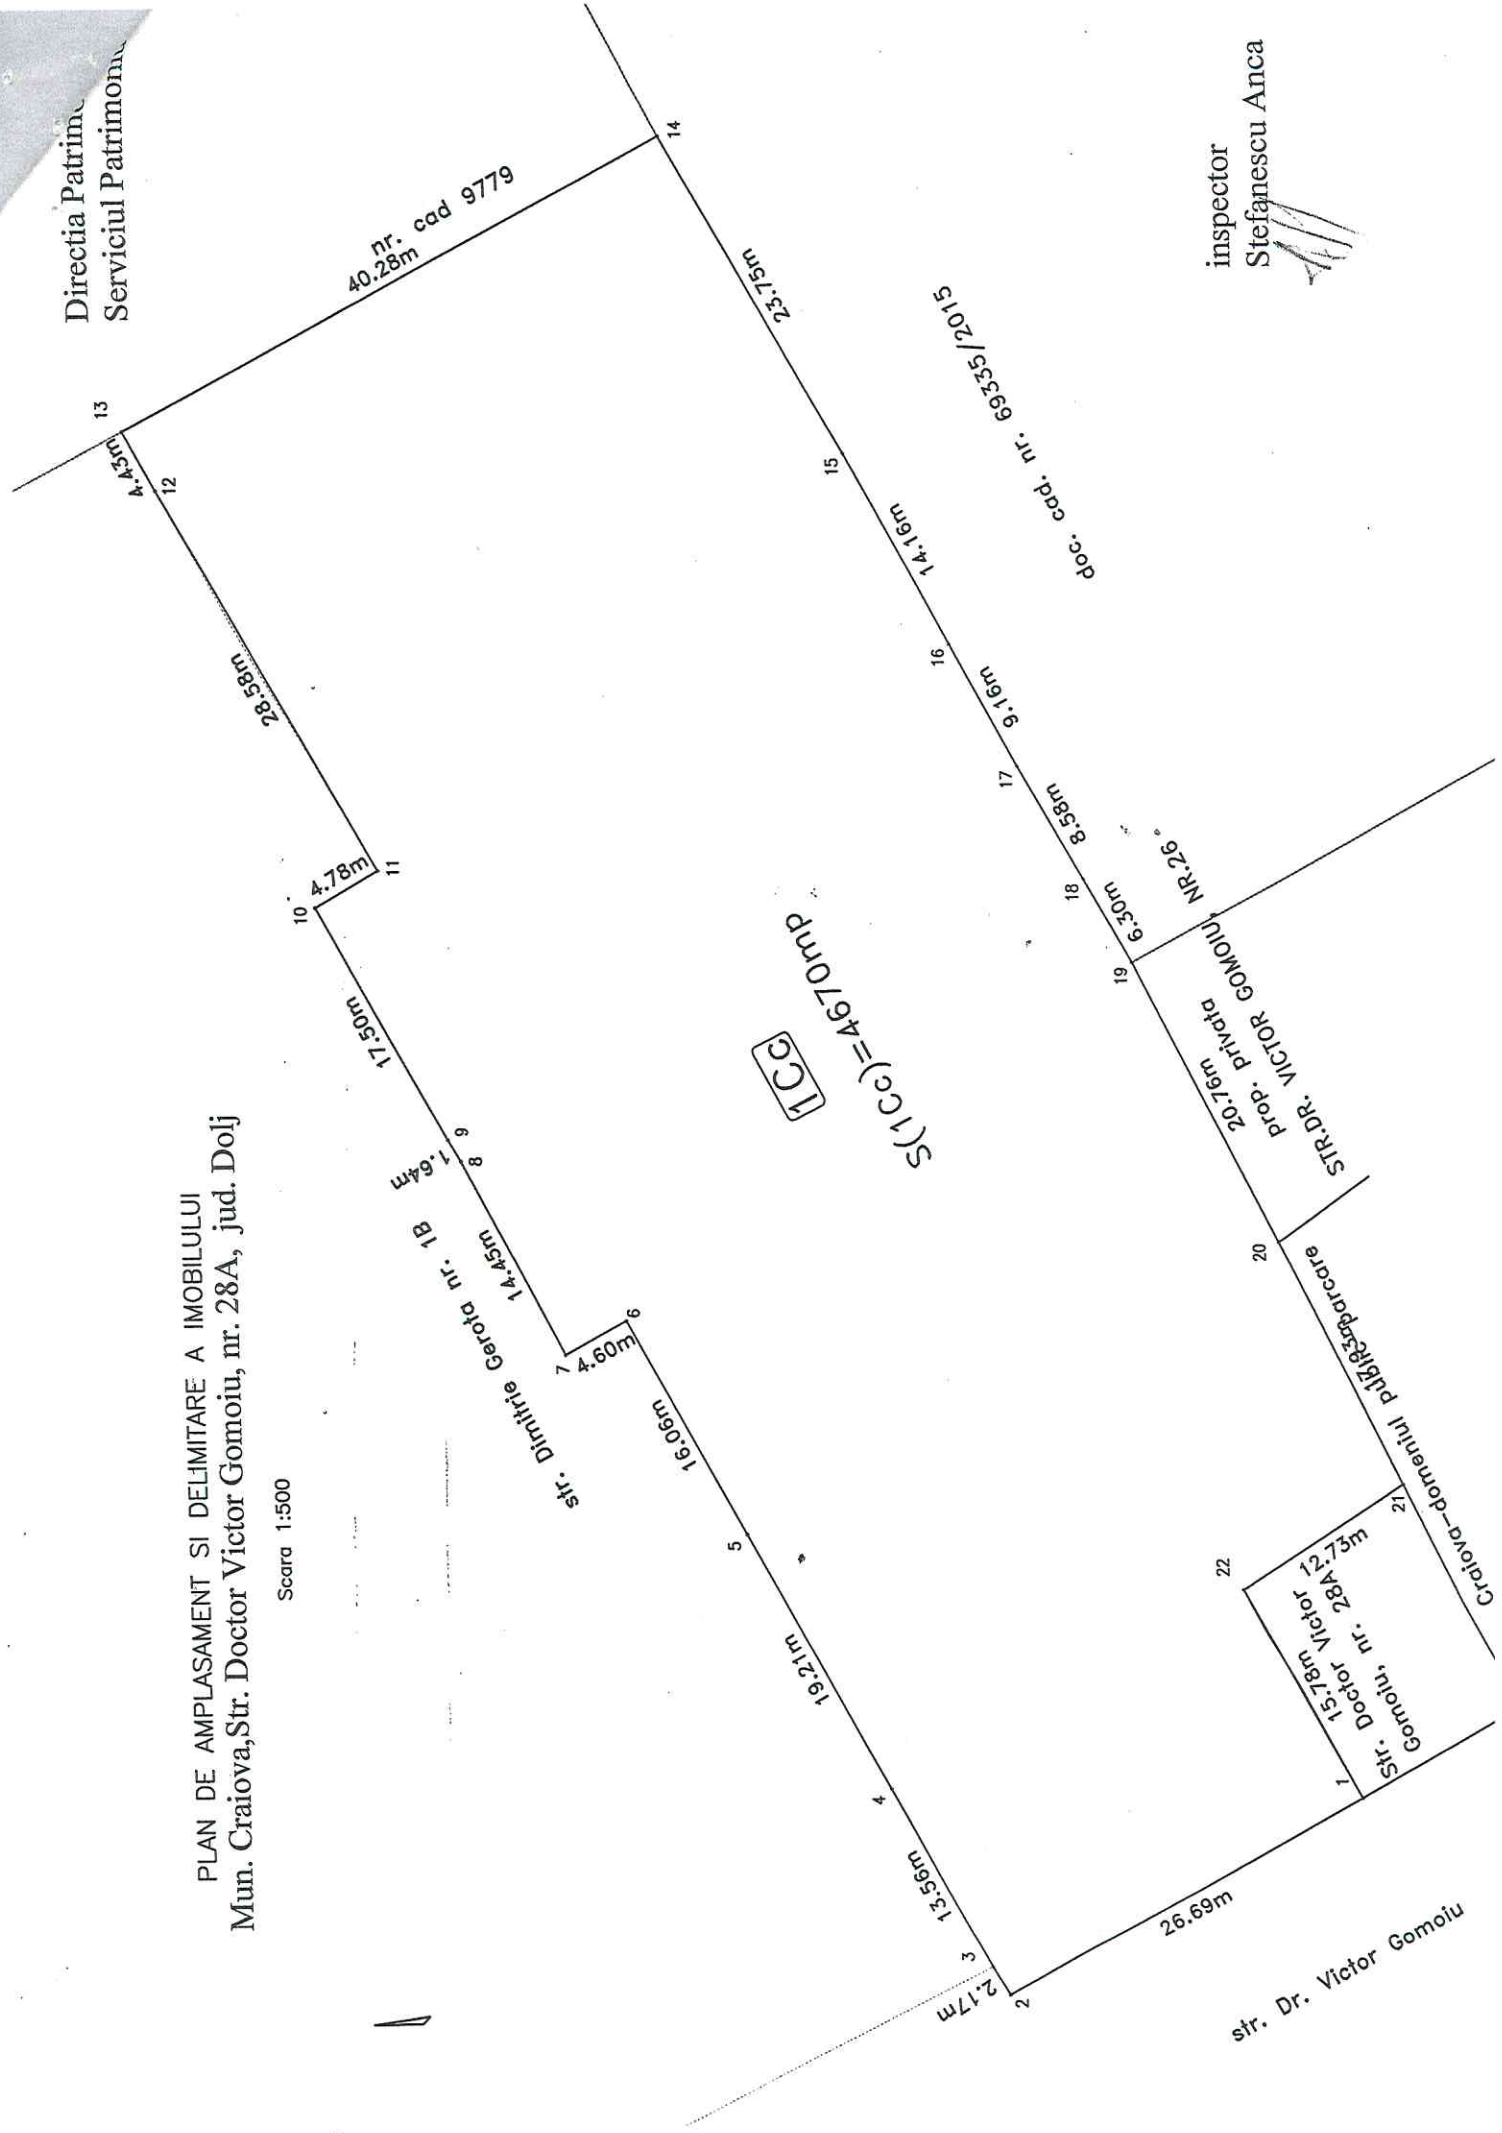 Directia
Serviciul
PLAN DE AMPLASAMENT SI DELIMITARE A IMOBILULUI
Mun. Craiova,Str. Doctor Victor Gomoiu, nr. 28A, jud. Dolj
Scara 1:500
str. Dimitrie Gerota nr. 1B
nr. cad 9779
40.28m
13
4.43m
12
28.58m
11
4.78m
10
17.50m
9
1.64m
8
14.45m
7
4.60m
6
16.06m
5
19.21m
4
13.56m
3
2.17m
2
26.69m
1
15.78m
22
12.73m
21
20
20.76m
19
6.30m
18
8.58m
17
9.16m
16
14.16m
15
23.75m
14
1Cc
S(1Cc)=4670mp
doc. cad. nr. 69335/2015
prop. privata
STR.DR. VICTOR GOMOIU, NR.26
Str. Doctor Victor
Gomoiu, nr. 28A
Craiova-domeniul public parcare
str. Dr. Victor Gomoiu
inspector
Stefanescu Anca